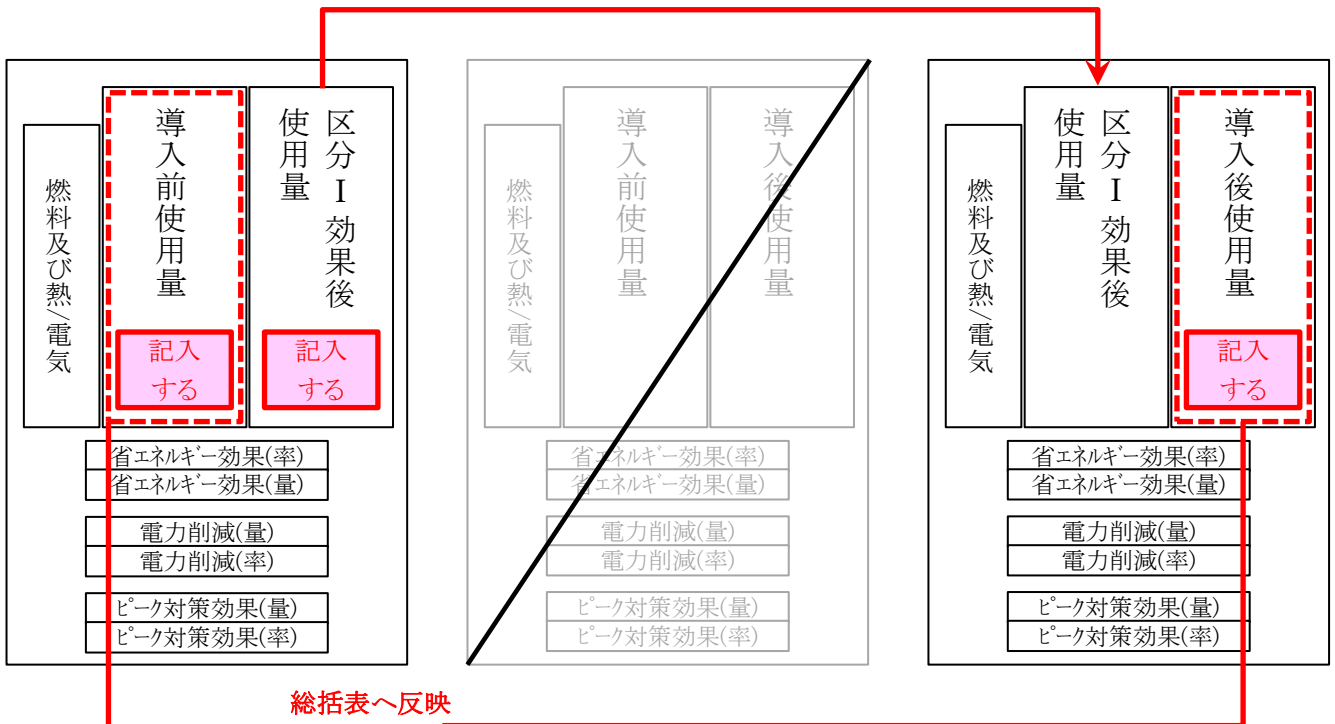 燃料及び熱/電気
導入前使用量
記入
する
区分Ⅰ効果後
使用量
記入
する
省エネルギー効果(率)
省エネルギー効果(量)
電力削減(量)
電力削減(率)
ピーク対策効果(量)
ピーク対策効果(率)
燃料及び熱/電気
導入前使用量
導入後使用量
省エネルギー効果(率)
省エネルギー効果(量)
電力削減(量)
電力削減(率)
ピーク対策効果(量)
ピーク対策効果(率)
燃料及び熱/電気
区分Ⅰ効果後
使用量
導入後使用量
記入
する
省エネルギー効果(率)
省エネルギー効果(量)
電力削減(量)
電力削減(率)
ピーク対策効果(量)
ピーク対策効果(率)
総括表へ反映